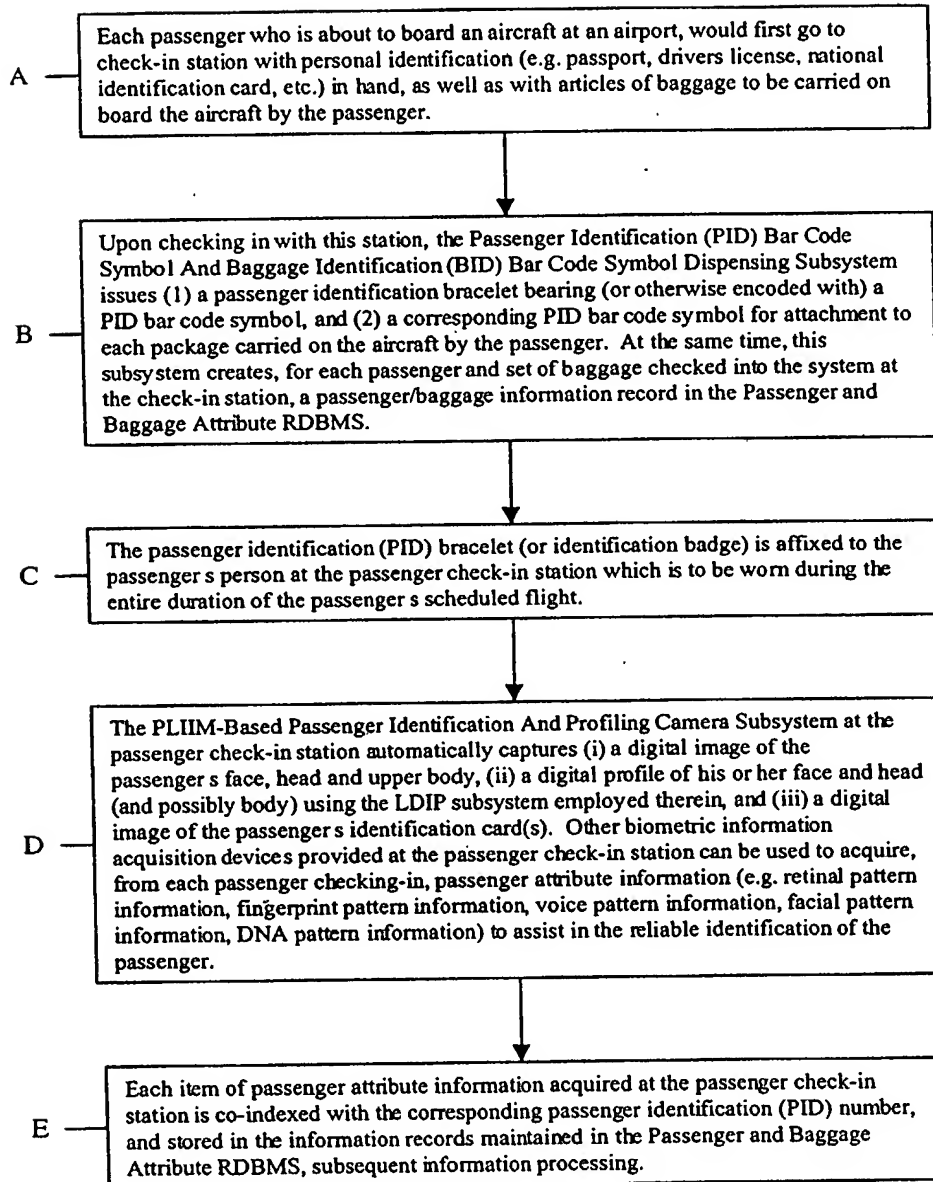 Each passenger who is about to board an aircraft at an airport, would first go to
check-in station with personal identification (e.g. passport, drivers license, national
A
identification card, etc.) in hand, as well as with articles of baggage to be carried on
board the aircraft by the passenger.
Upon checking in with this station, the Passenger Identification (PID) Bar Code
Symbol And Baggage Identification (BID) Bar Code Symbol Dispensing Subsystem
issues (1) a passenger identification bracelet bearing (or otherwise encoded with) a
PID bar code symbol, and (2) a corresponding PID bar code symbol for attachment to
B
each package carried on the aircraft by the passenger. At the same time, this
subsystem creates, for each passenger and set of baggage checked into the system at
the check-in station, a passenger/baggage information record in the Passenger and
Baggage Attribute RDBMS.
The passenger identification (PID) bracelet (or identification badge) is affixed to the
C
passenger s person at the passenger check-in station which is to be worn during the
entire duration of the passenger s scheduled flight.
The PLIIM-Based Passenger Identification And Profiling Camera Subsystem at the
passenger check-in station automatically captures (i) a digital image of the
passenger s face, head and upper body, (ii) a digital profile of his or her face and head
(and possibly body) using the LDIP subsystem employed therein, and (iii) a digital
image of the passenger s identification card(s). Other biometric information
D
acquisition devices provided at the passenger check-in station can be used to acquire,
from each passenger checking-in, passenger attribute information (e.g. retinal pattern
information, fingerprint pattern information, voice pattern information, facial pattern
information, DNA pattern information) to assist in the reliable identification of the
passenger.
Each item of passenger attribute information acquired at the passenger check-in
station is co-indexed with the corresponding passenger identification (PID) number,
E
and stored in the information records maintained in the Passenger and Baggage
Attribute RDBMS, subsequent information processing.